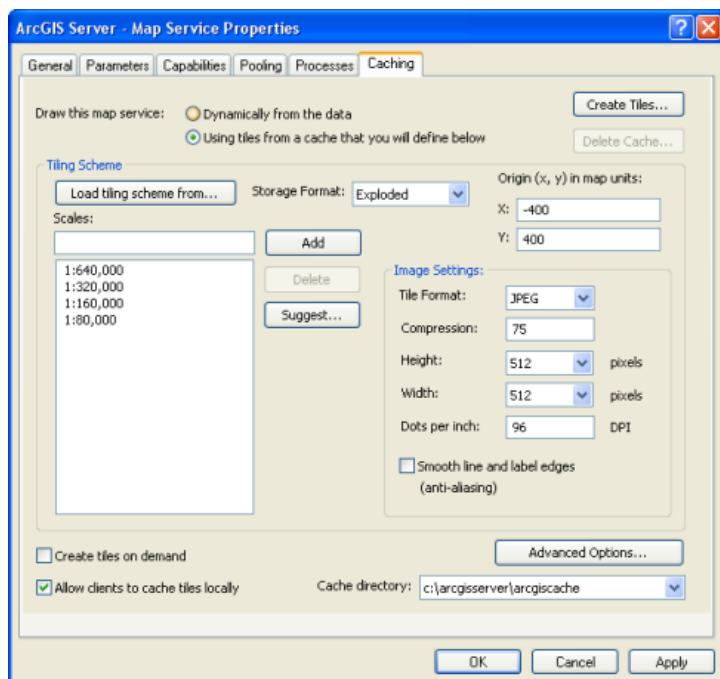 ArcGIS Server - Map Service Properties
General Parameters Capabilities Pooling Processes Caching
Draw this map service:
Dynamically from the data
Using tiles from a cache that you will define below
Create Tiles...
Delete Cache...
Tiling Scheme
Load tiling scheme from...
Storage Format: Exploded
Origin (x, y) in map units:
X: -400
Y: 400
Scales:
Add
Delete
Suggest...
1:640,000
1:320,000
1:160,000
1:80,000
Image Settings:
Tile Format: JPEG
Compression: 75
Height: 512 pixels
Width: 512 pixels
Dots per inch: 96 DPI
Smooth line and label edges
(anti-aliasing)
Create tiles on demand
Advanced Options...
Allow clients to cache tiles locally
Cache directory: c:\arcgisserver\arcgiscache
OK Cancel Apply